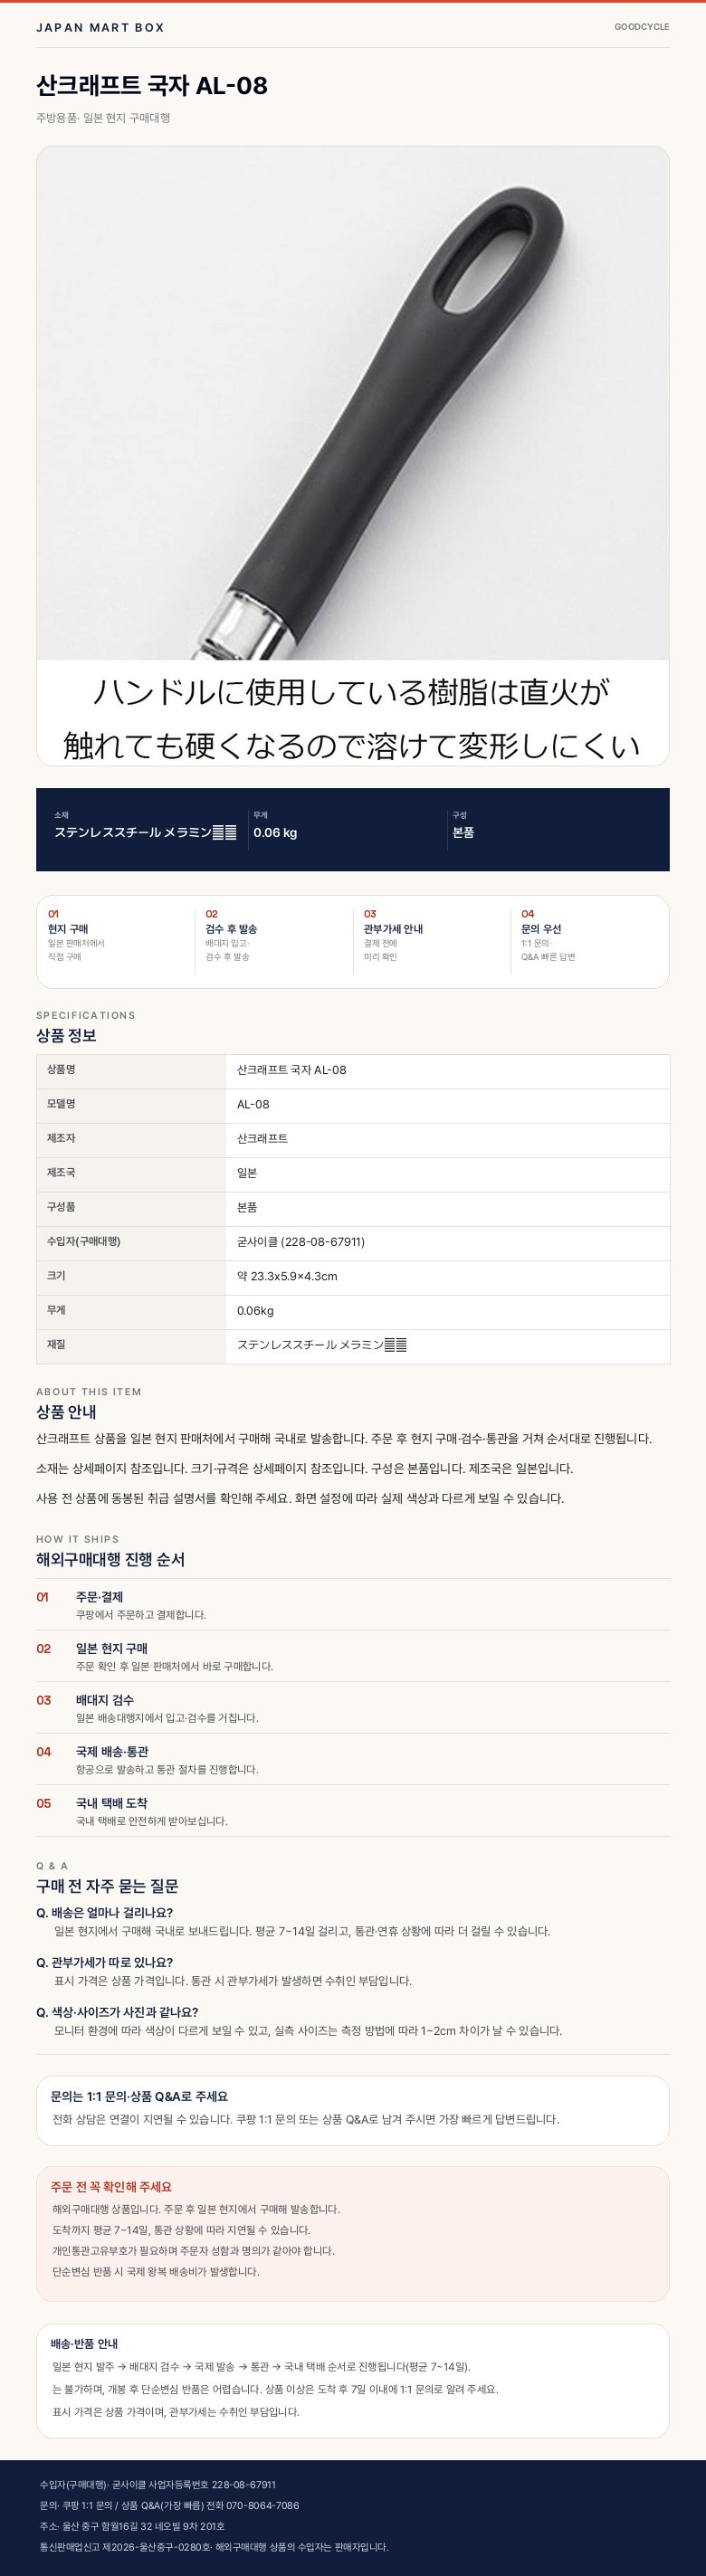 JAPAN MART BOX
GOODCYCLE
산크래프트 국자 AL-08
주방용품· 일본 현지 구매대행
ハンドルに使用している樹脂は直火が
触れても硬くなるので溶けて変形しにくい
소재
ステンレススチール メラミン
무게
0.06 kg
구성
본품
01
현지 구매
일본 판매처에서
직접 구매
02
검수 후 발송
배대지 입고·
검수 후 발송
03
관부가세 안내
결제 전에
미리 확인
04
문의 우선
1:1 문의·
Q&A 빠른 답변
SPECIFICATIONS
상품 정보
상품명 산크래프트 국자 AL-08
모델명 AL-08
제조자 산크래프트
제조국 일본
구성품 본품
수입자(구매대행) 굳사이클 (228-08-67911)
크기 약 23.3x5.9×4.3cm
무게 0.06kg
재질 ステンレススチール メラミン
ABOUT THIS ITEM
상품 안내
산크래프트 상품을 일본 현지 판매처에서 구매해 국내로 발송합니다. 주문 후 현지 구매·검수·통관을 거쳐 순서대로 진행됩니다.
소재는 상세페이지 참조입니다. 크기·규격은 상세페이지 참조입니다. 구성은 본품입니다. 제조국은 일본입니다.
사용 전 상품에 동봉된 취급 설명서를 확인해 주세요. 화면 설정에 따라 실제 색상과 다르게 보일 수 있습니다.
HOW IT SHIPS
해외구매대행 진행 순서
01 주문·결제
쿠팡에서 주문하고 결제합니다.
02 일본 현지 구매
주문 확인 후 일본 판매처에서 바로 구매합니다.
03 배대지 검수
일본 배송대행지에서 입고·검수를 거칩니다.
04 국제 배송·통관
항공으로 발송하고 통관 절차를 진행합니다.
05 국내 택배 도착
국내 택배로 안전하게 받아보십니다.
Q & A
구매 전 자주 묻는 질문
Q. 배송은 얼마나 걸리나요?
일본 현지에서 구매해 국내로 보내드립니다. 평균 7~14일 걸리고, 통관·연휴 상황에 따라 더 걸릴 수 있습니다.
Q. 관부가세가 따로 있나요?
표시 가격은 상품 가격입니다. 통관 시 관부가세가 발생하면 수취인 부담입니다.
Q. 색상·사이즈가 사진과 같나요?
모니터 환경에 따라 색상이 다르게 보일 수 있고, 실측 사이즈는 측정 방법에 따라 1~2cm 차이가 날 수 있습니다.
문의는 1:1 문의·상품 Q&A로 주세요
전화 상담은 연결이 지연될 수 있습니다. 쿠팡 1:1 문의 또는 상품 Q&A로 남겨 주시면 가장 빠르게 답변드립니다.
주문 전 꼭 확인해 주세요
해외구매대행 상품입니다. 주문 후 일본 현지에서 구매해 발송합니다.
도착까지 평균 7~14일, 통관 상황에 따라 지연될 수 있습니다.
개인통관고유부호가 필요하며 주문자 성함과 명의가 같아야 합니다.
단순변심 반품 시 국제 왕복 배송비가 발생합니다.
배송·반품 안내
일본 현지 발주 → 배대지 검수 → 국제 발송 → 통관 → 국내 택배 순서로 진행됩니다(평균 7~14일).
는 불가하며, 개봉 후 단순변심 반품은 어렵습니다. 상품 이상은 도착 후 7일 이내에 1:1 문의로 알려 주세요.
표시 가격은 상품 가격이며, 관부가세는 수취인 부담입니다.
수입자(구매대행)· 굳사이클 사업자등록번호 228-08-67911
문의· 쿠팡 1:1 문의 / 상품 Q&A(가장 빠름) 전화 070-8064-7086
주소· 울산 중구 함월16길 32 네오빌 9차 201호
통신판매업신고 제2026-울산중구-0280호· 해외구매대행 상품의 수입자는 판매자입니다.